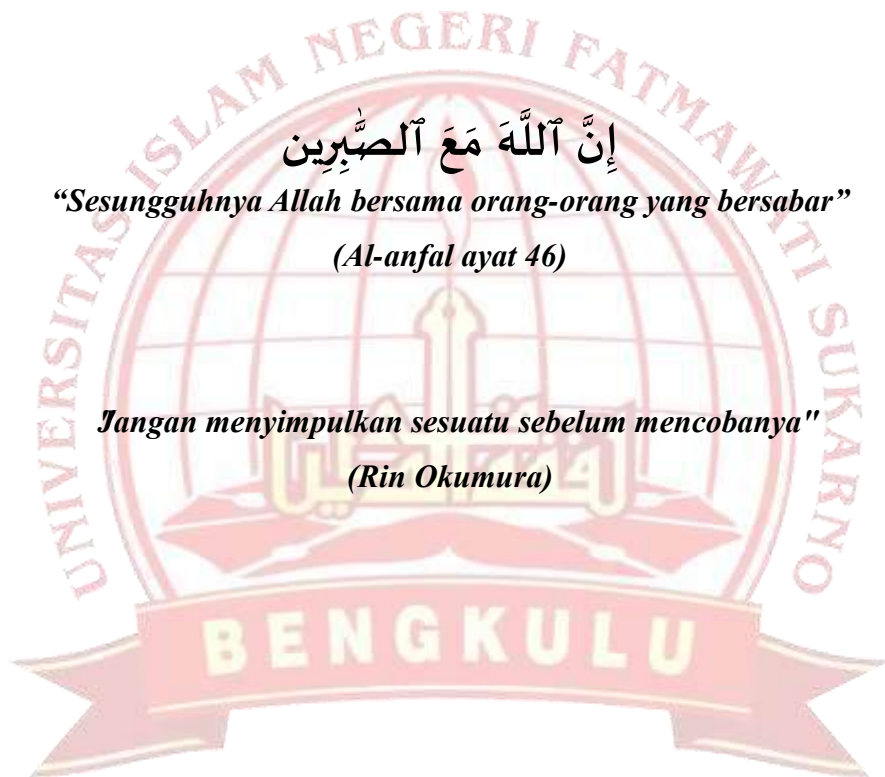 UNIVERSITAS ISLAM NEGERI FATMAWATI SUKARNO
إِنَّ ٱللَّهَ مَعَ ٱلصَّٰبِرِين
“Sesungguhnya Allah bersama orang-orang yang bersabar”
(Al-anfal ayat 46)
"Jangan menyimpulkan sesuatu sebelum mencobanya"
(Rin Okumura)
BENGKULU